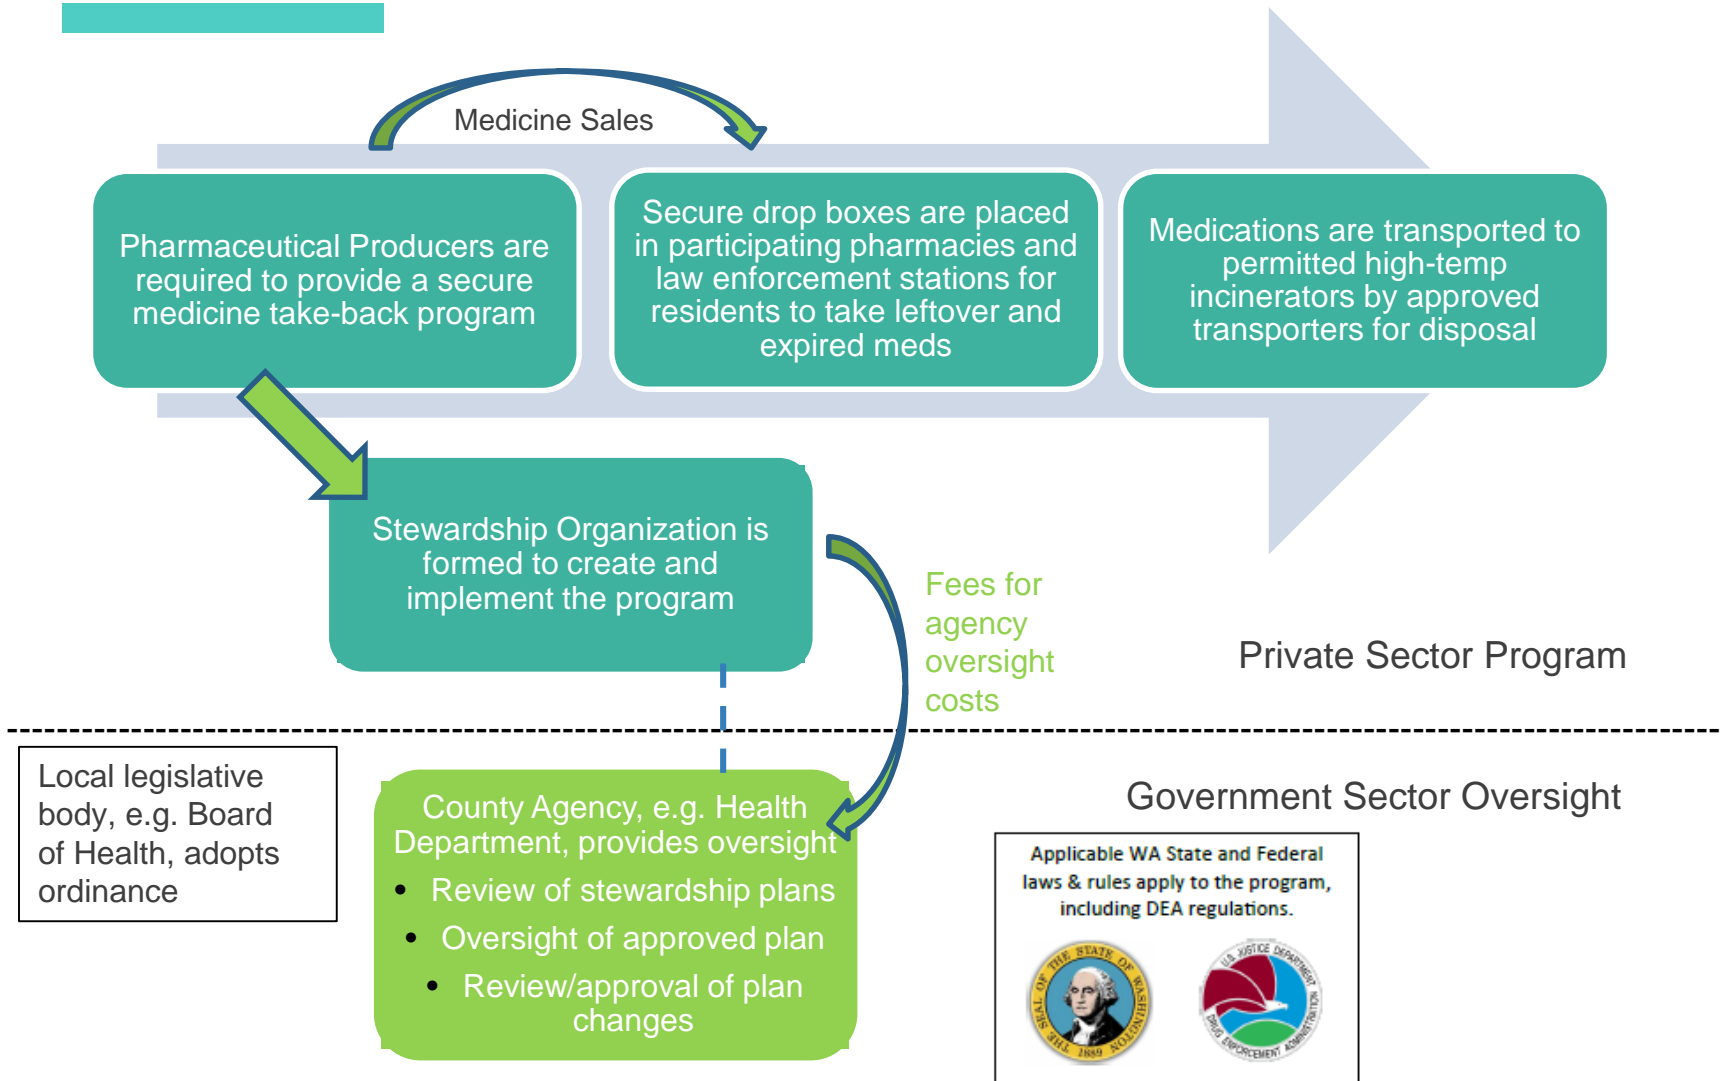 Medicine Sales
Pharmaceutical Producers are
required to provide a secure
medicine take-back program
Secure drop boxes are placed
in participating pharmacies and
law enforcement stations for
residents to take leftover and
expired meds
Medications are transported to
permitted high-temp
incinerators by approved
transporters for disposal
Stewardship Organization is
formed to create and
implement the program
Fees for
agency
oversight
costs
Private Sector Program
Local legislative
body, e.g. Board
of Health, adopts
ordinance
County Agency, e.g. Health
Department, provides oversight
• Review of stewardship plans
• Oversight of approved plan
• Review/approval of plan
changes
Government Sector Oversight
Applicable WA State and Federal
laws & rules apply to the program,
including DEA regulations.
THE SEAL OF THE STATE OF WASHINGTON
1889
U.S. JUSTICE DEPARTMENT
DRUG ENFORCEMENT ADMINISTRATION